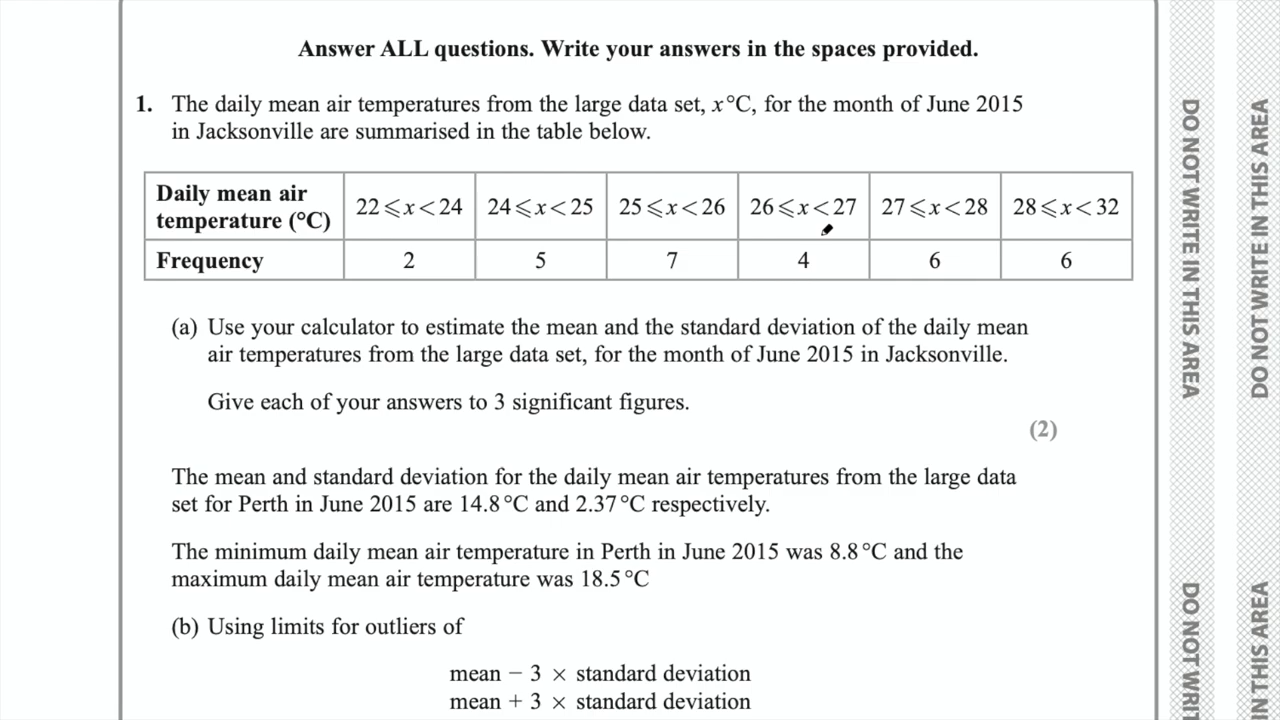 Answer ALL questions. Write your answers in the spaces provided.
1. The daily mean air temperatures from the large data set, x °C, for the month of June 2015
in Jacksonville are summarised in the table below.
Daily mean air
temperature (°C)
22 ⩽ x < 24
24 ⩽ x < 25
25 ⩽ x < 26
26 ⩽ x < 27
27 ⩽ x < 28
28 ⩽ x < 32
Frequency
2
5
7
4
6
6
(a) Use your calculator to estimate the mean and the standard deviation of the daily mean
air temperatures from the large data set, for the month of June 2015 in Jacksonville.
Give each of your answers to 3 significant figures.
(2)
The mean and standard deviation for the daily mean air temperatures from the large data
set for Perth in June 2015 are 14.8 °C and 2.37 °C respectively.
The minimum daily mean air temperature in Perth in June 2015 was 8.8 °C and the
maximum daily mean air temperature was 18.5 °C
(b) Using limits for outliers of
mean − 3 × standard deviation
mean + 3 × standard deviation
DO NOT WRITE IN THIS AREA
DO NOT WRITE IN THIS AREA
DO NOT WRIT
IN THIS AREA